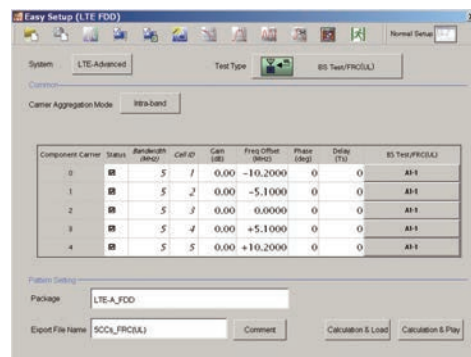 Easy Setup (LTE FDD)
Normal Setup
System LTE-Advanced Test Type BS Test/FRC(UL)
Common
Carrier Aggregation Mode Intra-band
Component Carrier Status Bandwidth (MHz) Cell ID Gain (dB) Freq Offset (MHz) Phase (deg) Delay (Ts) BS Test/FRC(UL)
0 5 1 0.00 -10.2000 0 0 A1-1
1 5 2 0.00 -5.1000 0 0 A1-1
2 5 3 0.00 0.0000 0 0 A1-1
3 5 4 0.00 +5.1000 0 0 A1-1
4 5 5 0.00 +10.2000 0 0 A1-1
Pattern Setting
Package LTE-A_FDD
Export File Name 5CCs_FRC(UL) Comment Calculation & Load Calculation & Play